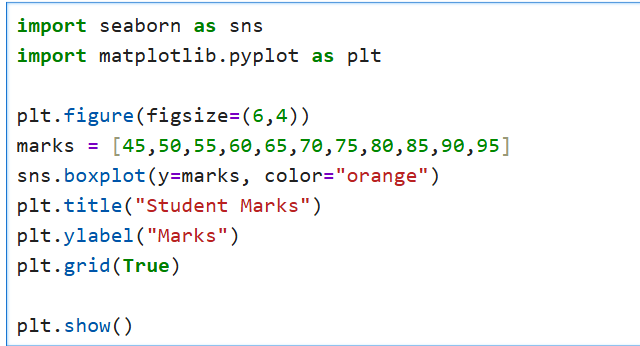 import seaborn as sns
import matplotlib.pyplot as plt
plt.figure(figsize=(6,4))
marks = [45,50,55,60,65,70,75,80,85,90,95]
sns.boxplot(y=marks, color="orange")
plt.title("Student Marks")
plt.ylabel("Marks")
plt.grid(True)
plt.show()